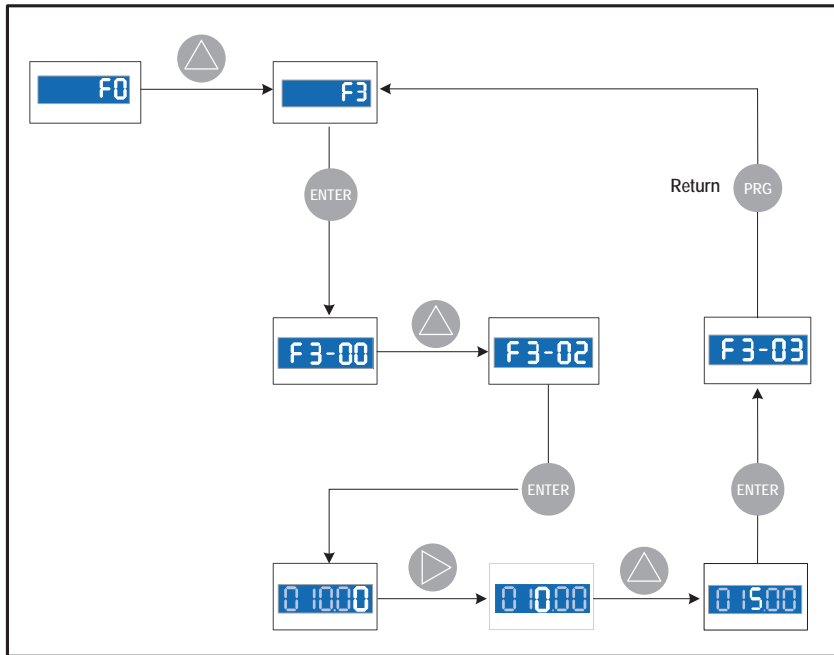 F0
F3
ENTER
Return
PRG
F3-00
F3-02
F3-03
ENTER
ENTER
010.00
010.00
015.00